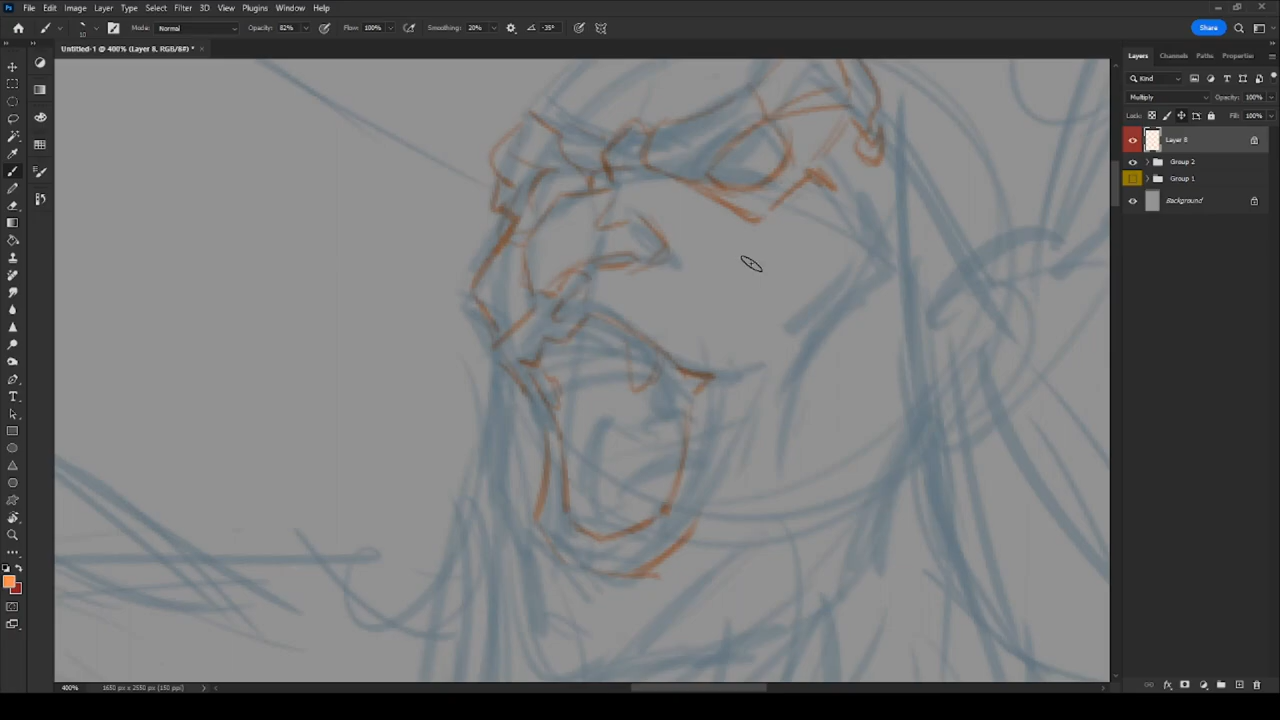 File Edit Image Layer Type Select Filter 3D View Plugins Window Help
10 Mode: Normal Opacity: 82% Flow: 100% Smoothing: 20% -35° Share
Untitled-1 @ 400% (Layer 8, RGB/8#) * ×
Layers Channels Paths Properties
Kind
Multiply Opacity: 100%
Lock: Fill: 100%
Layer 8
Group 2
Group 1
Background
400% 1650 px x 2550 px (150 ppi)